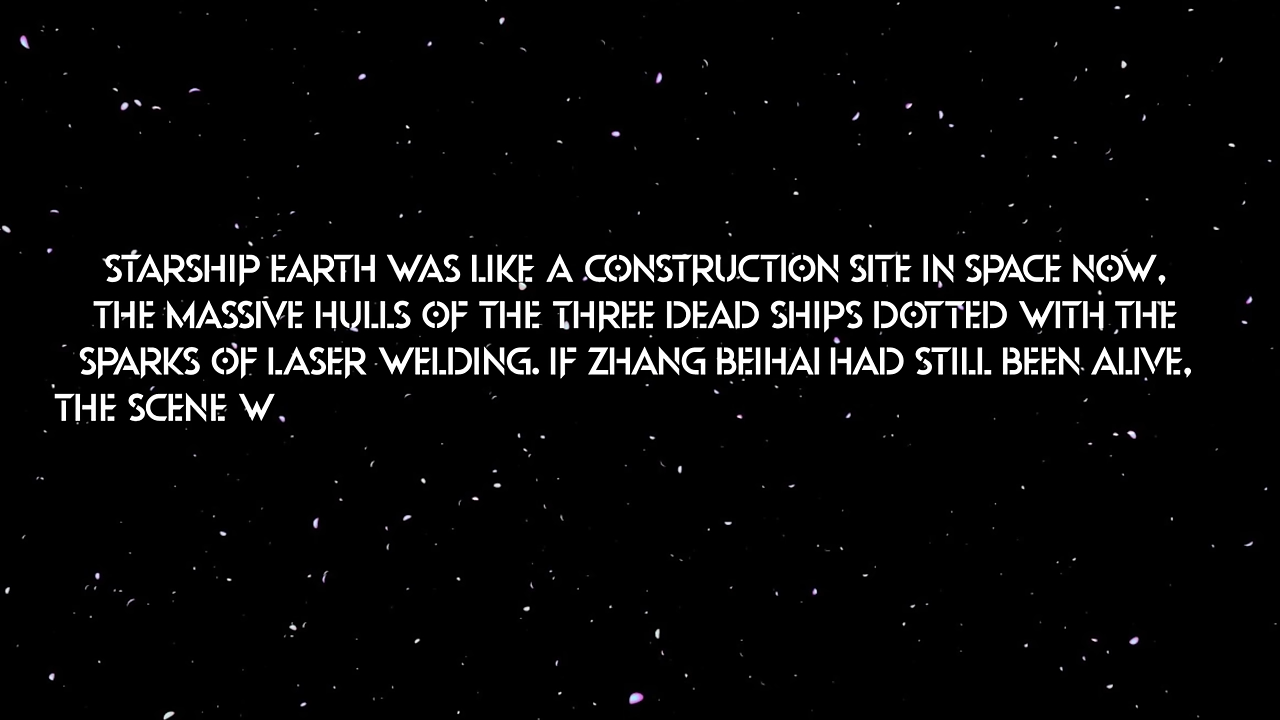 STARSHIP EARTH WAS LIKE A CONSTRUCTION SITE IN SPACE NOW,
THE MASSIVE HULLS OF THE THREE DEAD SHIPS DOTTED WITH THE
SPARKS OF LASER WELDING. IF ZHANG BEIHAI HAD STILL BEEN ALIVE,
THE SCENE W